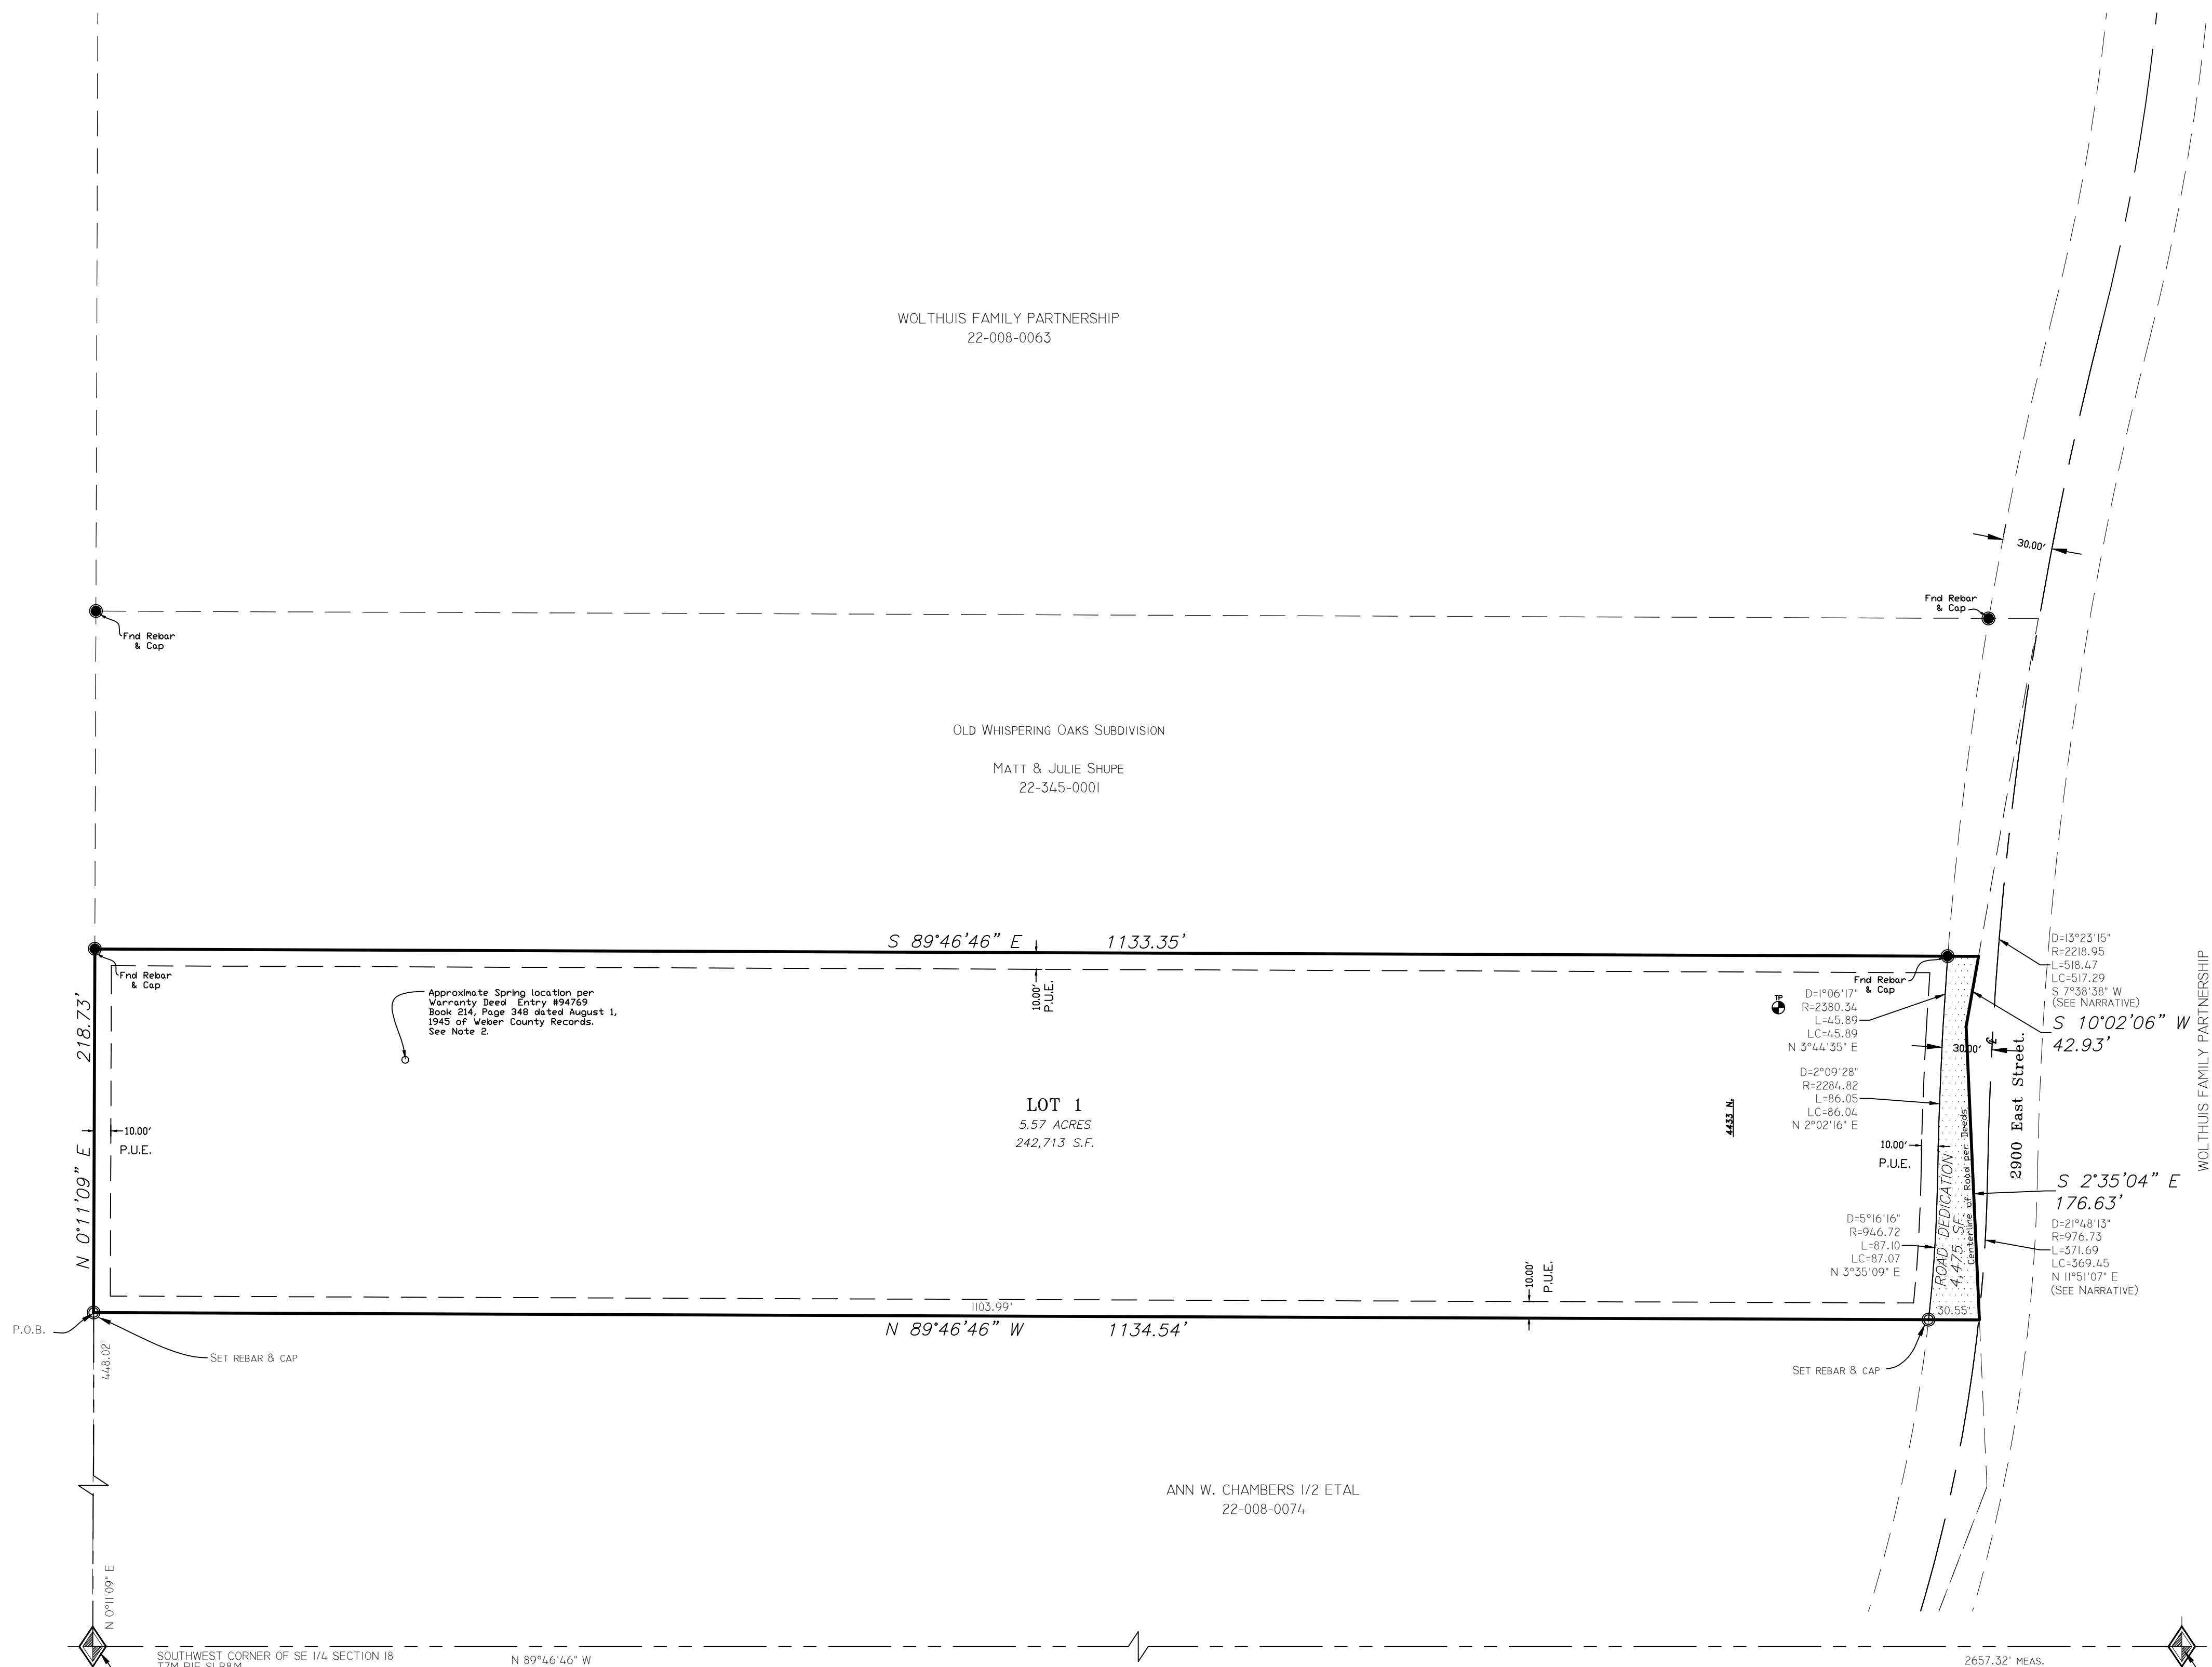 WOLTHUIS FAMILY PARTNERSHIP
22-008-0063
30.00'
Fnd Rebar
& Cap
Fnd Rebar
& Cap
OLD WHISPERING OAKS SUBDIVISION
MATT & JULIE SHUPE
22-345-0001
S 89°46'46" E 1133.35'
Fnd Rebar
& Cap
Approximate Spring location per
Warranty Deed Entry #94769
Book 214, Page 348 dated August 1,
1945 of Weber County Records.
See Note 2.
10.00'
P.U.E.
Fnd Rebar
& Cap
TP
D=1°06'17"
R=2380.34
L=45.89
LC=45.89
N 3°44'35" E
D=2°09'28"
R=2284.82
L=86.05
LC=86.04
N 2°02'16" E
D=13°23'15"
R=2218.95
L=518.47
LC=517.29
S 7°38'38" W
(SEE NARRATIVE)
S 10°02'06" W
42.93'
WOLTHUIS FAMILY PARTNERSHIP
30.00'
2900 East Street.
N 0°11'09" E 218.73'
10.00'
P.U.E.
LOT 1
5.57 ACRES
242,713 S.F.
4433 N.
10.00'
P.U.E.
ROAD DEDICATION
4,475 SF.
Centerline of Road per Deeds
S 2°35'04" E
176.63'
D=5°16'16"
R=946.72
L=87.10
LC=87.07
N 3°35'09" E
D=21°48'13"
R=976.73
L=371.69
LC=369.45
N 11°51'07" E
(SEE NARRATIVE)
10.00'
P.U.E.
1103.99'
30.55'
N 89°46'46" W 1134.54'
P.O.B.
SET REBAR & CAP
448.02'
SET REBAR & CAP
ANN W. CHAMBERS 1/2 ETAL
22-008-0074
N 0°11'09" E
SOUTHWEST CORNER OF SE 1/4 SECTION 18
N 89°46'46" W
2657.32' MEAS.